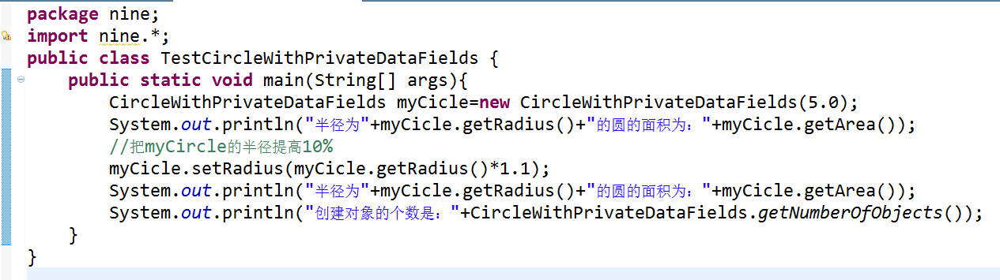 package nine;
import nine.*;
public class TestCircleWithPrivateDataFields {
    public static void main(String[] args){
        CircleWithPrivateDataFields myCicle=new CircleWithPrivateDataFields(5.0);
        System.out.println("半径为"+myCicle.getRadius()+"的圆的面积为："+myCicle.getArea());
        //把myCircle的半径提高10%
        myCicle.setRadius(myCicle.getRadius()*1.1);
        System.out.println("半径为"+myCicle.getRadius()+"的圆的面积为："+myCicle.getArea());
        System.out.println("创建对象的个数是："+CircleWithPrivateDataFields.getNumberOfObjects());
    }
}